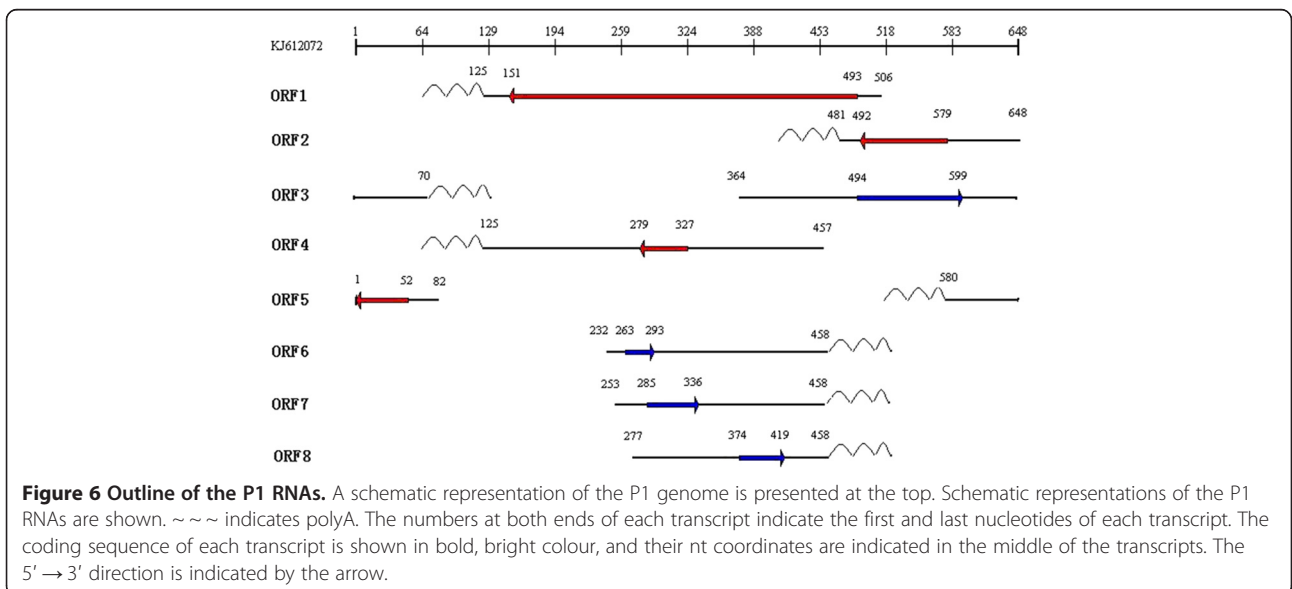 1 64 129 194 259 324 388 453 518 583 648
KJ612072
125 151 493 506
ORF1
481 492 579 648
ORF2
70 364 494 599
ORF3
125 279 327 457
ORF4
1 52 82 580
ORF5
232 263 293 458
ORF6
253 285 336 458
ORF7
277 374 419 458
ORF8
Figure 6 Outline of the P1 RNAs. A schematic representation of the P1 genome is presented at the top. Schematic representations of the P1
RNAs are shown. ~ ~ ~ indicates polyA. The numbers at both ends of each transcript indicate the first and last nucleotides of each transcript. The
coding sequence of each transcript is shown in bold, bright colour, and their nt coordinates are indicated in the middle of the transcripts. The
5′ → 3′ direction is indicated by the arrow.